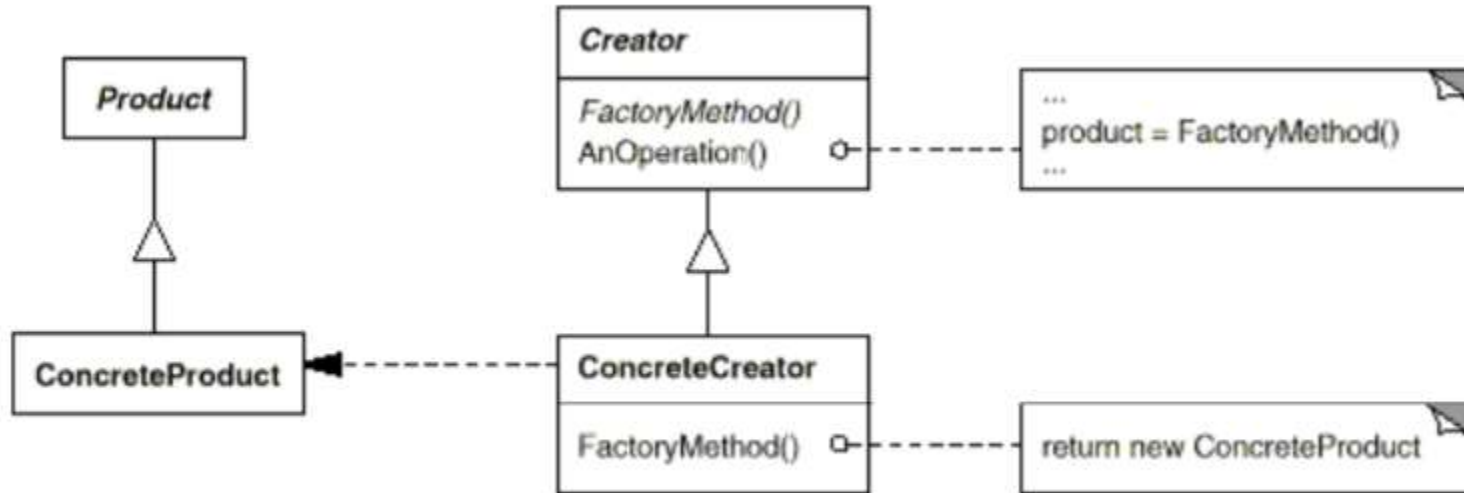 Product
ConcreteProduct
Creator
FactoryMethod()
AnOperation()
...
product = FactoryMethod()
...
ConcreteCreator
FactoryMethod()
return new ConcreteProduct